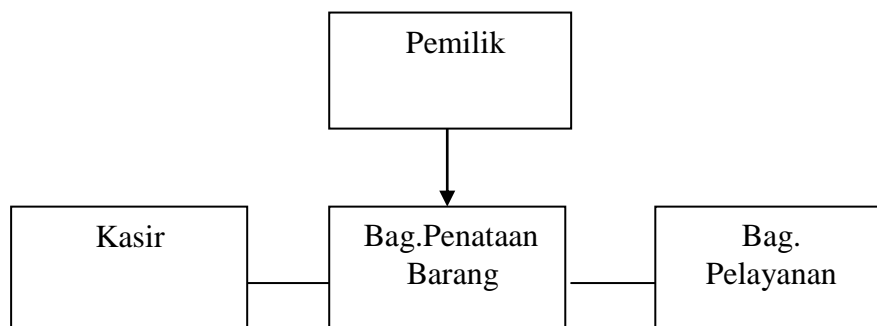 Pemilik
Kasir
Bag.Penataan
Barang
Bag.
Pelayanan